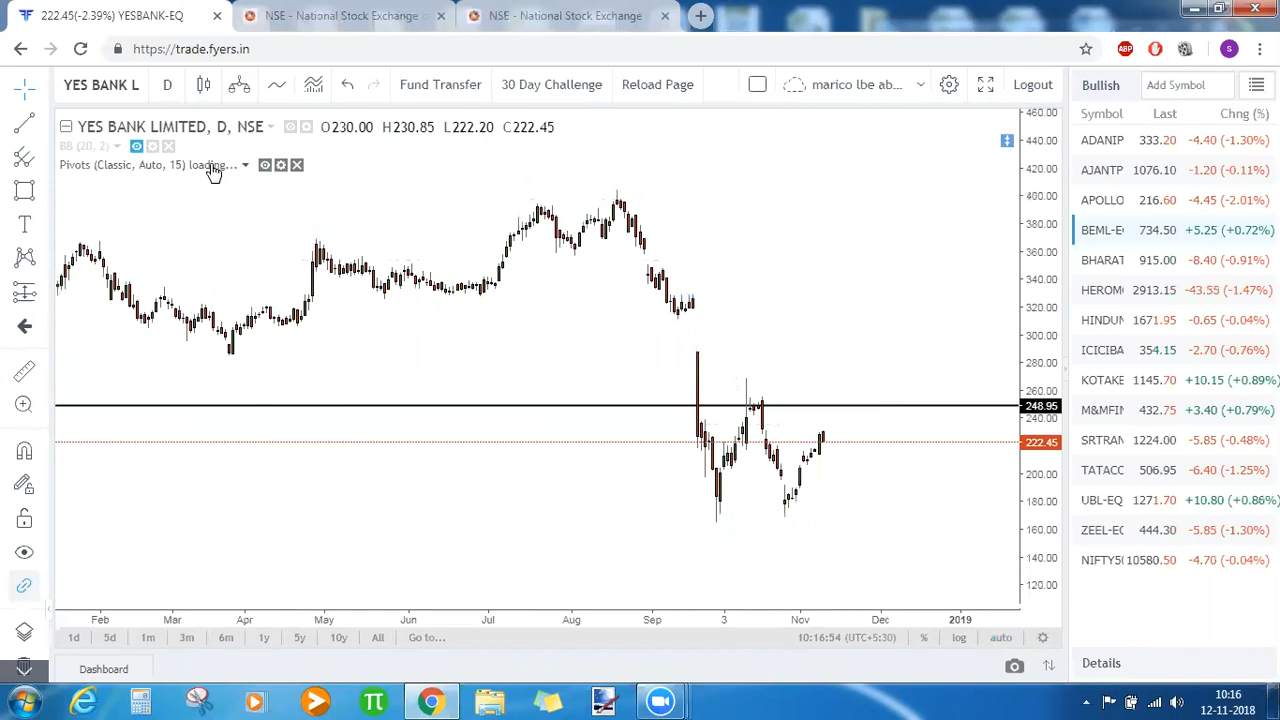 222.45(-2.39%) YESBANK-EQ
NSE - National Stock Exchange o
NSE - National Stock Exchange
https://trade.fyers.in
ABP
S
YES BANK L
D
Fund Transfer
30 Day Challenge
Reload Page
marico lbe ab...
Logout
Bullish
Add Symbol
YES BANK LIMITED, D, NSE
O230.00 H230.85 L222.20 C222.45
BB (20, 2)
Pivots (Classic, Auto, 15) loading...
460.00
440.00
420.00
400.00
380.00
360.00
340.00
320.00
300.00
280.00
260.00
248.95
240.00
222.45
200.00
180.00
160.00
140.00
120.00
Symbol Last Chng (%)
ADANIP 333.20 -4.40 (-1.30%)
AJANTP 1076.10 -1.20 (-0.11%)
APOLLO 216.60 -4.45 (-2.01%)
BEML-E 734.50 +5.25 (+0.72%)
BHARAT 915.00 -8.40 (-0.91%)
HEROM 2913.15 -43.55 (-1.47%)
HINDUN 1671.95 -0.65 (-0.04%)
ICICIBA 354.15 -2.70 (-0.76%)
KOTAKE 1145.70 +10.15 (+0.89%)
M&MFIN 432.75 +3.40 (+0.79%)
SRTRAN 1224.00 -5.85 (-0.48%)
TATACC 506.95 -6.40 (-1.25%)
UBL-EQ 1271.70 +10.80 (+0.86%)
ZEEL-EC 444.30 -5.85 (-1.30%)
NIFTY50 10580.50 -4.70 (-0.04%)
Feb Mar Apr May Jun Jul Aug Sep 3 Nov Dec 2019
1d 5d 1m 3m 6m 1y 5y 10y All Go to...
10:16:54 (UTC+5:30) % log auto
Dashboard
Details
10:16
12-11-2018